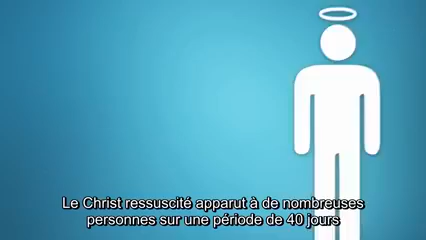 Le Christ ressuscité apparut à de nombreuses
personnes sur une période de 40 jours